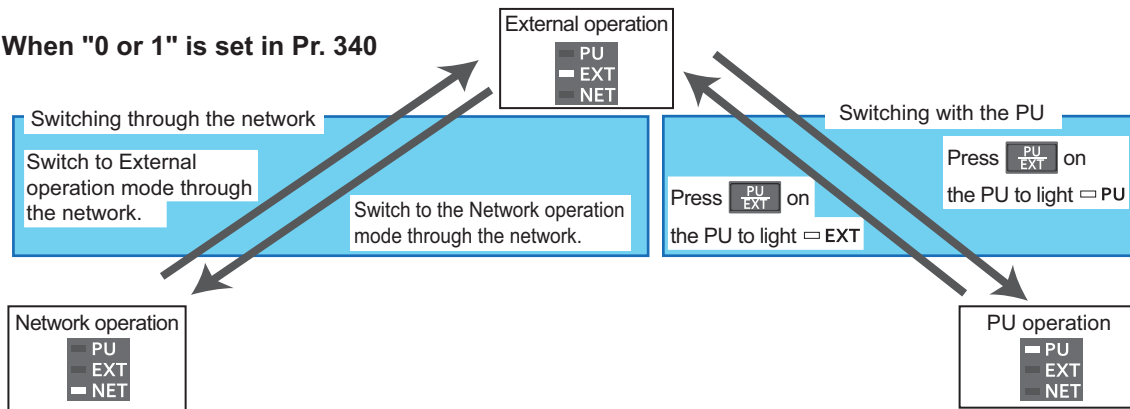 External operation
PU
EXT
NET
When "0 or 1" is set in Pr. 340
Switching through the network
Switch to External
operation mode through
the network.
Switch to the Network operation
mode through the network.
Switching with the PU
Press PU/EXT on
the PU to light EXT
Press PU/EXT on
the PU to light PU
Network operation
PU
EXT
NET
PU operation
PU
EXT
NET